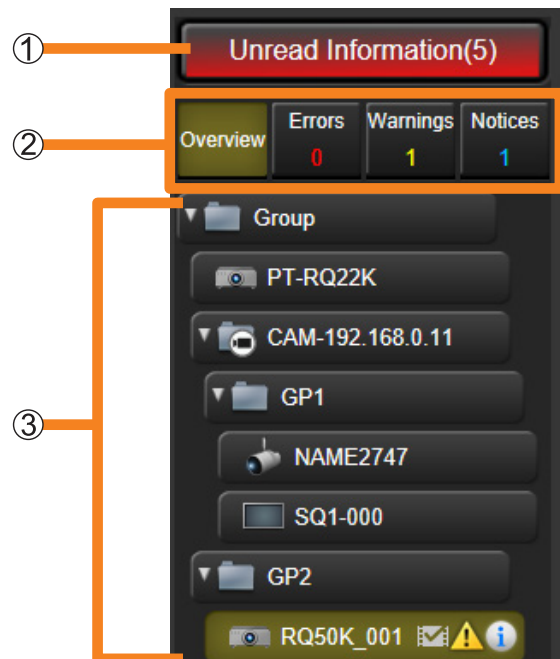 ① Unread Information(5)
② Overview Errors Warnings Notices
0 1 1
③
Group
PT-RQ22K
CAM-192.168.0.11
GP1
NAME2747
SQ1-000
GP2
RQ50K_001